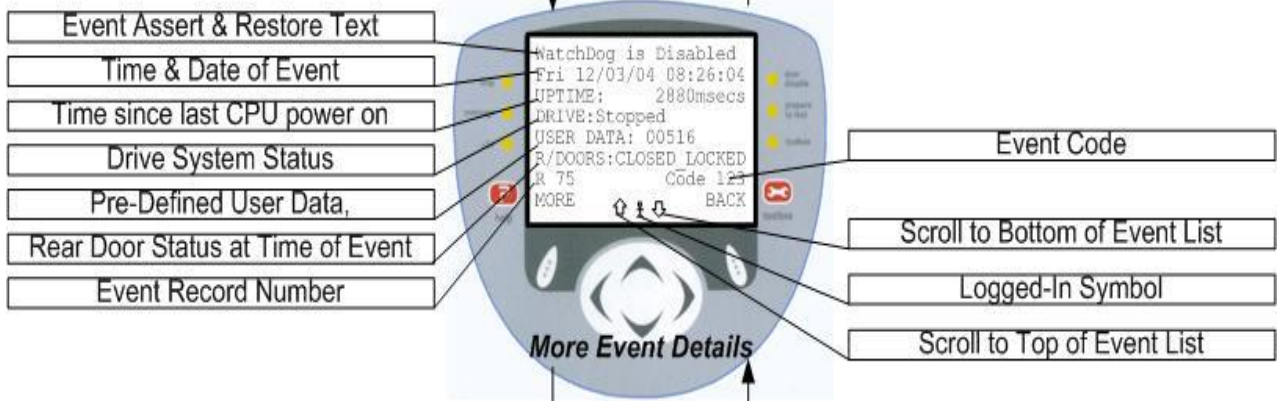 Event Assert & Restore Text
Time & Date of Event
Time since last CPU power on
Drive System Status
Pre-Defined User Data,
Rear Door Status at Time of Event
Event Record Number
WatchDog is Disabled
Fri 12/03/04 08:26:04
UPTIME: 2880msecs
DRIVE:Stopped
USER DATA: 00516
R/DOORS:CLOSED LOCKED
R 75 Code 123
MORE BACK
help
toolbox
More Event Details
Event Code
Scroll to Bottom of Event List
Logged-In Symbol
Scroll to Top of Event List